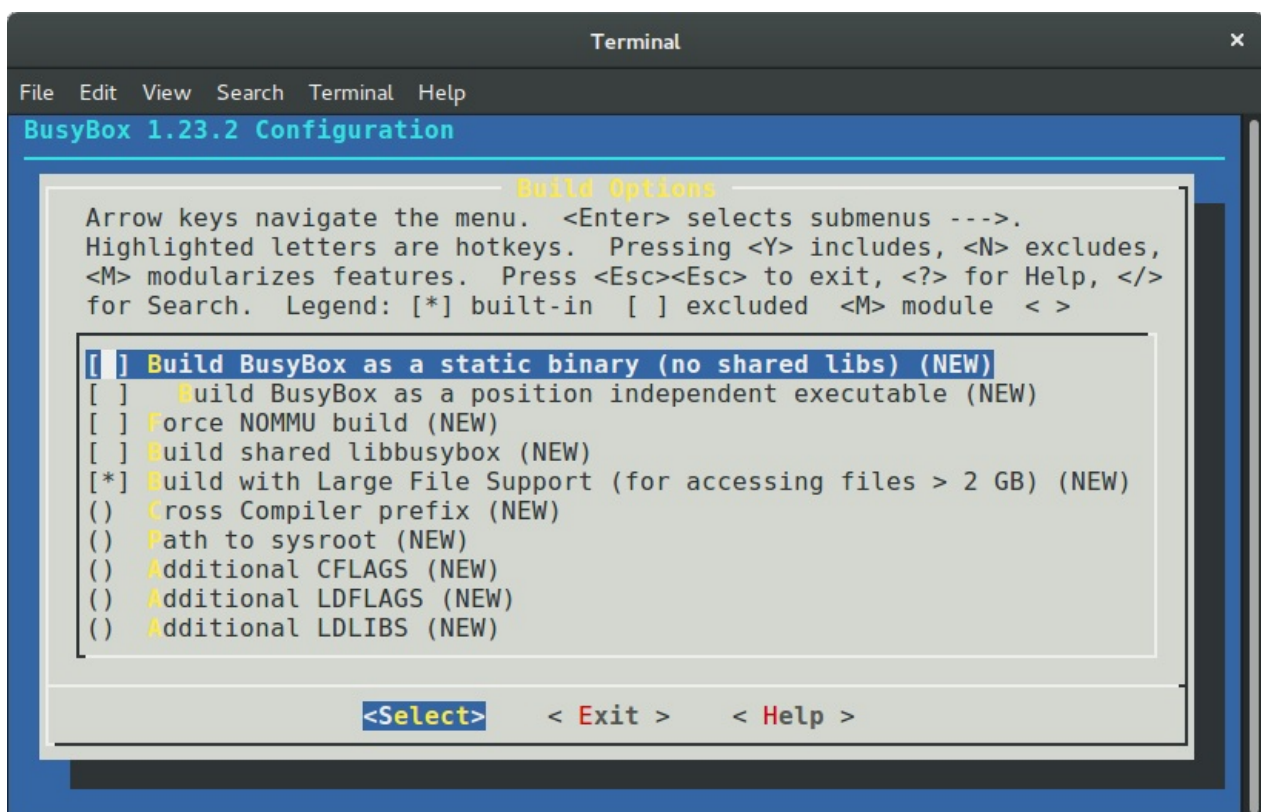 Terminal ×
File Edit View Search Terminal Help
BusyBox 1.23.2 Configuration
Build Options
Arrow keys navigate the menu.  <Enter> selects submenus --->.
Highlighted letters are hotkeys.  Pressing <Y> includes, <N> excludes,
<M> modularizes features.  Press <Esc><Esc> to exit, <?> for Help, </>
for Search.  Legend: [*] built-in  [ ] excluded  <M> module  < >
[ ] Build BusyBox as a static binary (no shared libs) (NEW)
[ ]   Build BusyBox as a position independent executable (NEW)
[ ] Force NOMMU build (NEW)
[ ] Build shared libbusybox (NEW)
[*] Build with Large File Support (for accessing files > 2 GB) (NEW)
()  Cross Compiler prefix (NEW)
()  Path to sysroot (NEW)
()  Additional CFLAGS (NEW)
()  Additional LDFLAGS (NEW)
()  Additional LDLIBS (NEW)
<Select>    < Exit >    < Help >